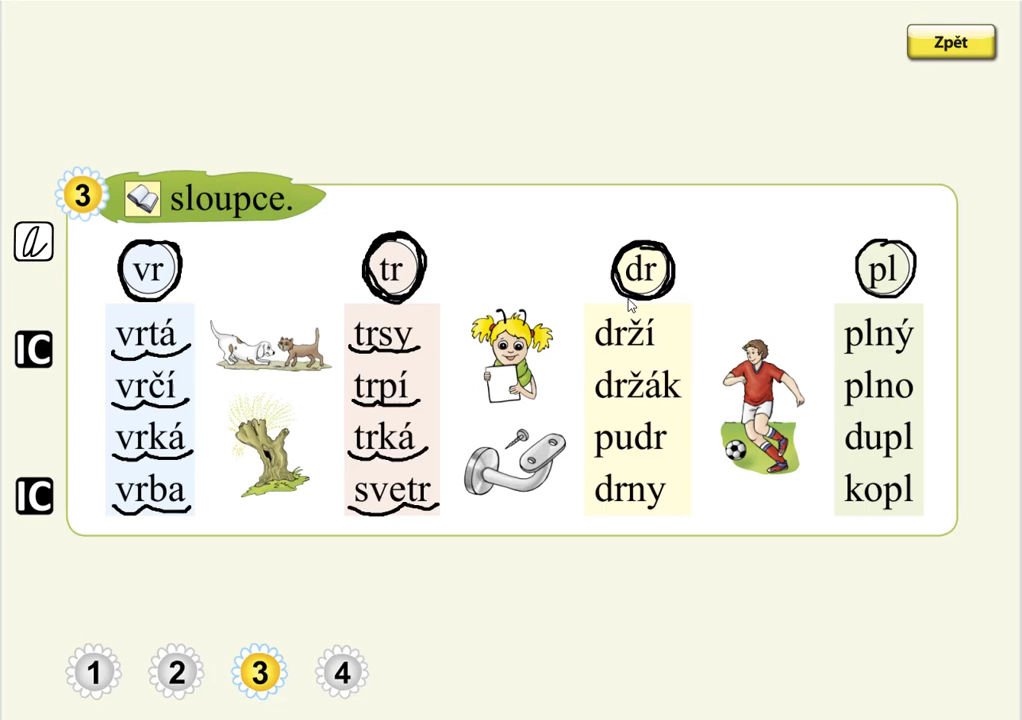 Zpět
3 sloupce.
a
vr tr dr pl
IC
vrtá trsy drží plný
vrčí trpí držák plno
vrká trká pudr dupl
IC
vrba svetr drny kopl
1 2 3 4